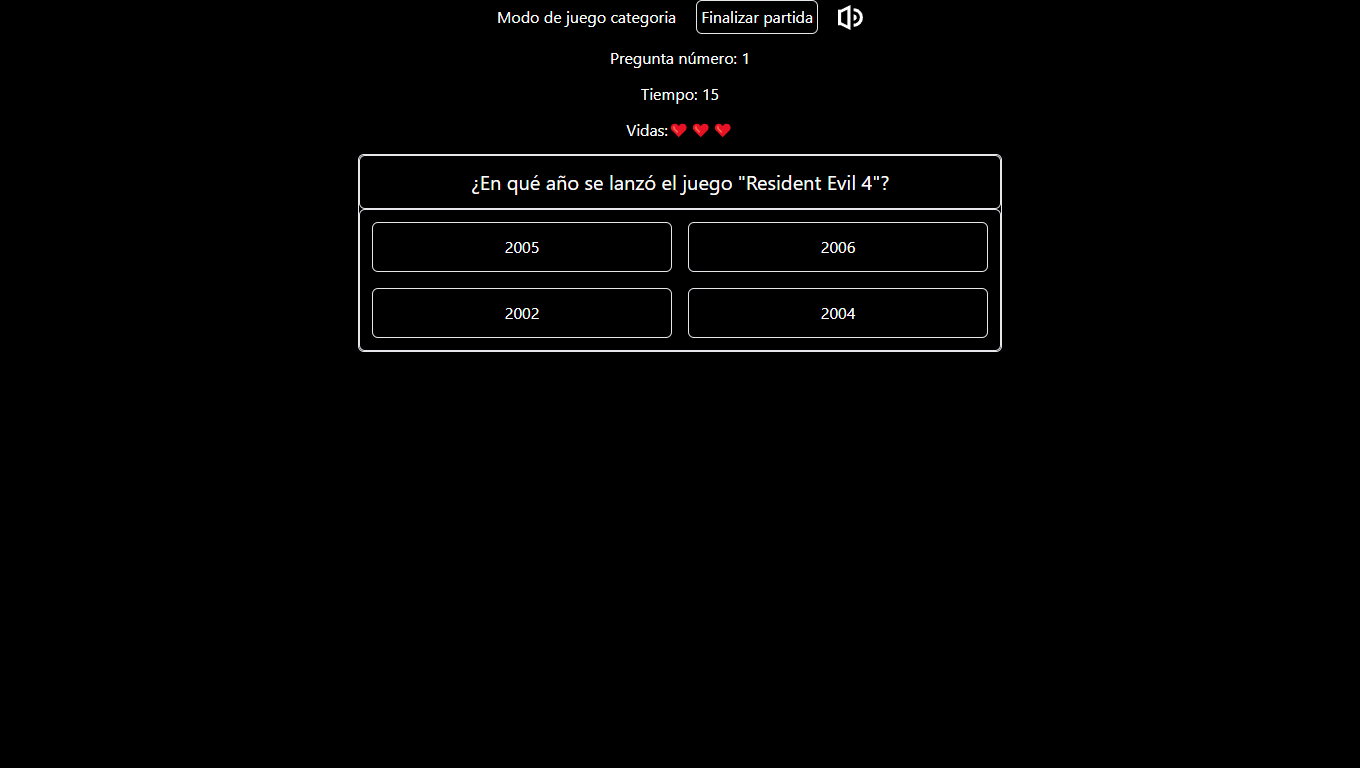 Modo de juego categoria Finalizar partida
Pregunta número: 1
Tiempo: 15
Vidas:
¿En qué año se lanzó el juego "Resident Evil 4"?
2005 2006
2002 2004